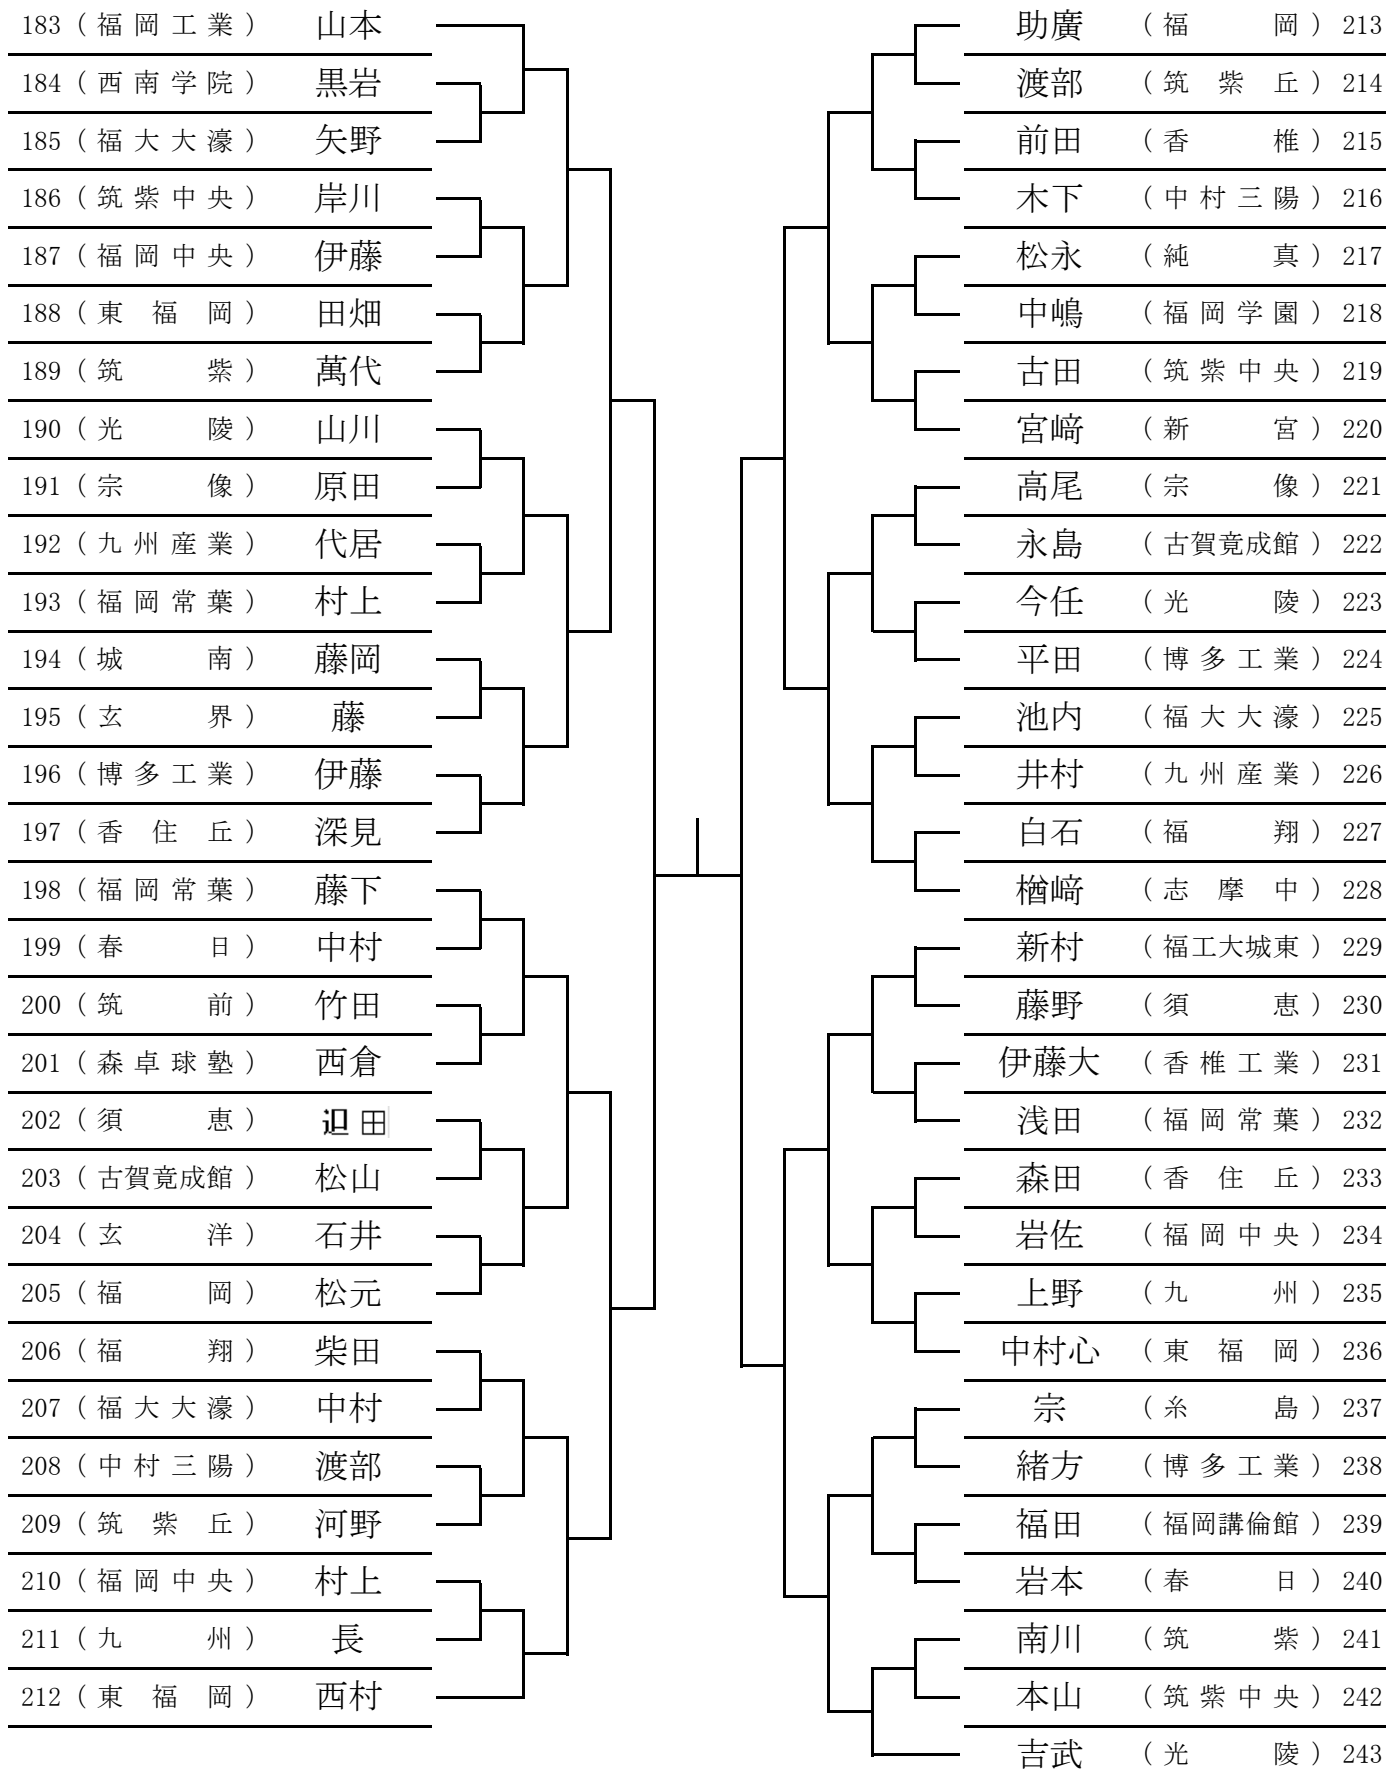 183 （ 福 岡 工 業 ） 山本
184 （ 西 南 学 院 ） 黒岩
185 （ 福 大 大 濠 ） 矢野
186 （ 筑 紫 中 央 ） 岸川
187 （ 福 岡 中 央 ） 伊藤
188 （ 東 福 岡 ） 田畑
189 （ 筑 紫 ） 萬代
190 （ 光 陵 ） 山川
191 （ 宗 像 ） 原田
192 （ 九 州 産 業 ） 代居
193 （ 福 岡 常 葉 ） 村上
194 （ 城 南 ） 藤岡
195 （ 玄 界 ） 藤
196 （ 博 多 工 業 ） 伊藤
197 （ 香 住 丘 ） 深見
198 （ 福 岡 常 葉 ） 藤下
199 （ 春 日 ） 中村
200 （ 筑 前 ） 竹田
201 （ 森 卓 球 塾 ） 西倉
202 （ 須 恵 ） 迫田
203 （ 古賀竟成館 ） 松山
204 （ 玄 洋 ） 石井
205 （ 福 岡 ） 松元
206 （ 福 翔 ） 柴田
207 （ 福 大 大 濠 ） 中村
208 （ 中 村 三 陽 ） 渡部
209 （ 筑 紫 丘 ） 河野
210 （ 福 岡 中 央 ） 村上
211 （ 九 州 ） 長
212 （ 東 福 岡 ） 西村
助廣 （ 福 岡 ） 213
渡部 （ 筑 紫 丘 ） 214
前田 （ 香 椎 ） 215
木下 （ 中 村 三 陽 ） 216
松永 （ 純 真 ） 217
中嶋 （ 福 岡 学 園 ） 218
古田 （ 筑 紫 中 央 ） 219
宮﨑 （ 新 宮 ） 220
高尾 （ 宗 像 ） 221
永島 （ 古賀竟成館 ） 222
今任 （ 光 陵 ） 223
平田 （ 博 多 工 業 ） 224
池内 （ 福 大 大 濠 ） 225
井村 （ 九 州 産 業 ） 226
白石 （ 福 翔 ） 227
楢﨑 （ 志 摩 中 ） 228
新村 （ 福工大城東 ） 229
藤野 （ 須 恵 ） 230
伊藤大 （ 香 椎 工 業 ） 231
浅田 （ 福 岡 常 葉 ） 232
森田 （ 香 住 丘 ） 233
岩佐 （ 福 岡 中 央 ） 234
上野 （ 九 州 ） 235
中村心 （ 東 福 岡 ） 236
宗 （ 糸 島 ） 237
緒方 （ 博 多 工 業 ） 238
福田 （ 福岡講倫館 ） 239
岩本 （ 春 日 ） 240
南川 （ 筑 紫 ） 241
本山 （ 筑 紫 中 央 ） 242
吉武 （ 光 陵 ） 243